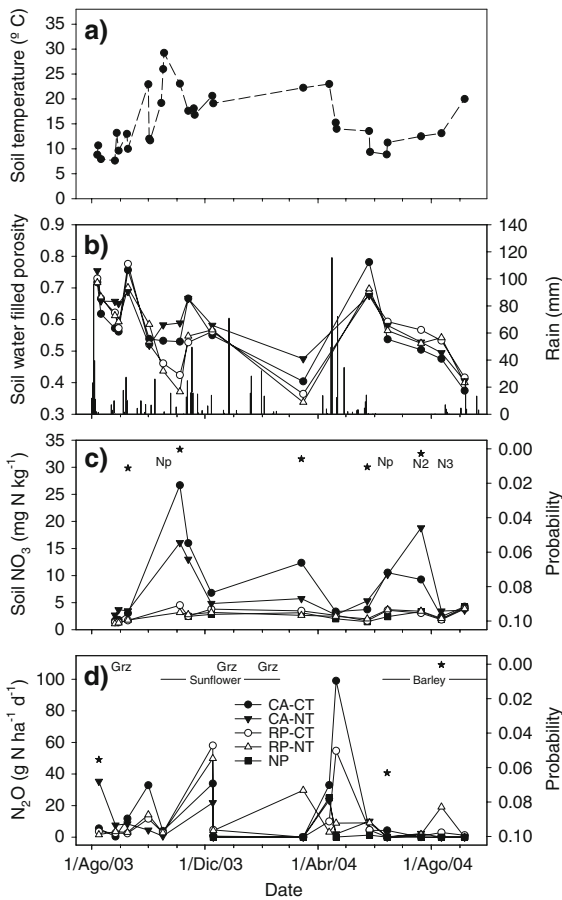 a)
Soil temperature (º C)
35
30
25
20
15
10
5
0
b)
Soil water filled porosity
0.9
0.8
0.7
0.6
0.5
0.4
0.3
140
120
100
80
60
40
20
0
Rain (mm)
c)
Soil NO3 (mg N kg-1)
35
30
25
20
15
10
5
0
Np
Np
N2
N3
0.00
0.02
0.04
0.06
0.08
0.10
Probability
d)
N2O (g N ha-1 d-1)
100
80
60
40
20
0
Grz
Grz
Grz
Sunflower
Barley
CA-CT
CA-NT
RP-CT
RP-NT
NP
0.00
0.02
0.04
0.06
0.08
0.10
Probability
1/Ago/03
1/Dic/03
1/Abr/04
1/Ago/04
Date